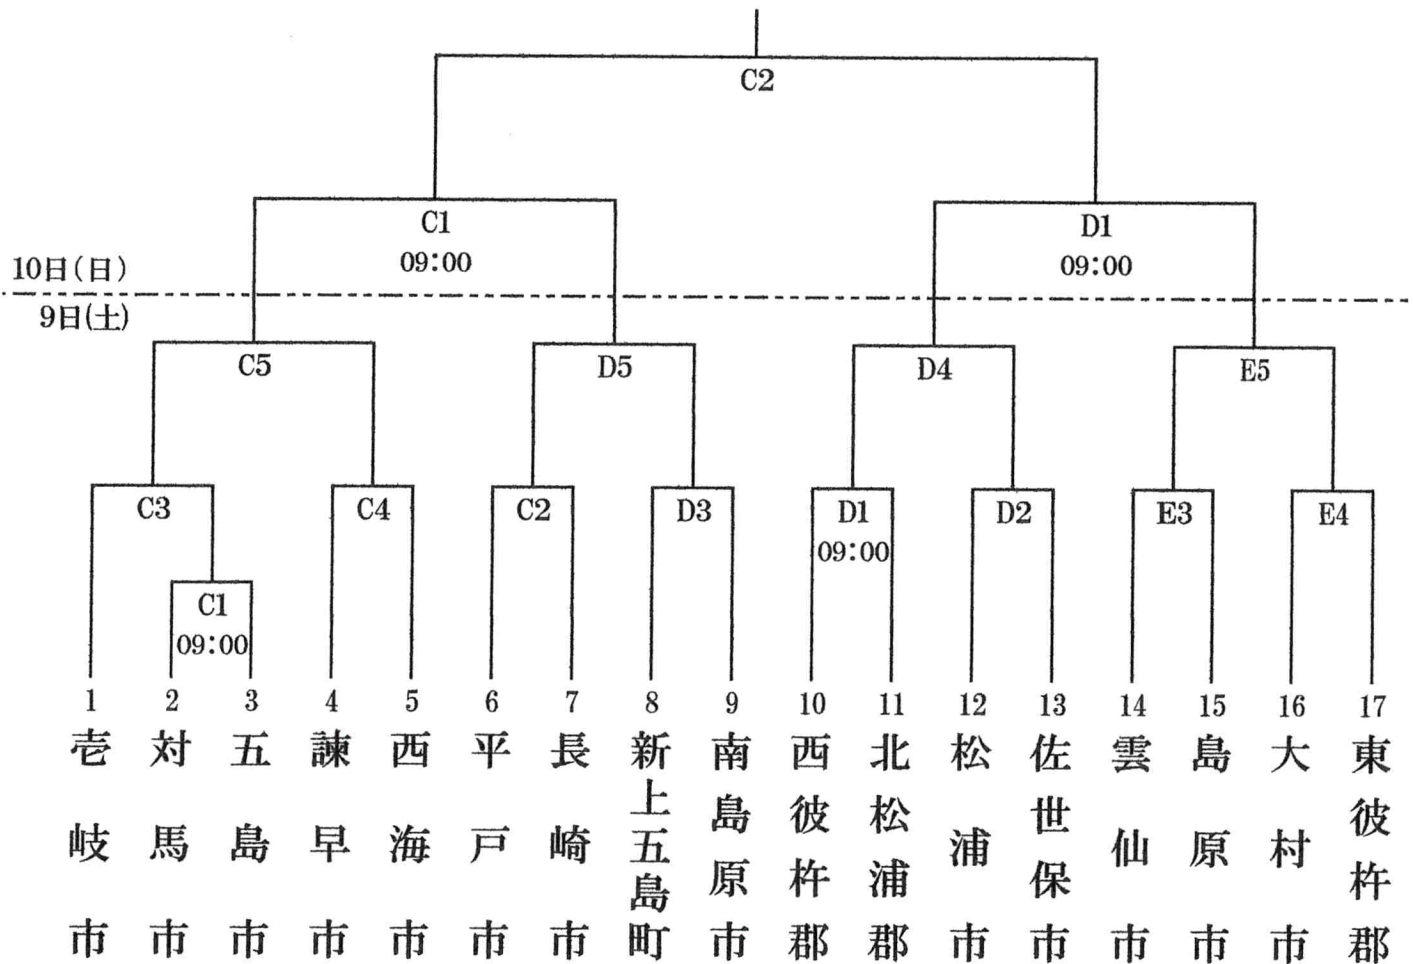 C2
C1
09:00
D1
09:00
10日(日)
9日(土)
C5
D5
D4
E5
C3
C4
C2
D3
D1
09:00
D2
E3
E4
C1
09:00
1
2
3
4
5
6
7
8
9
10
11
12
13
14
15
16
17
壱岐市
対馬市
五島市
諫早市
西海市
平戸市
長崎市
新上五島町
南島原市
西彼杵郡
北松浦郡
松浦市
佐世保市
雲仙市
島原市
大村市
東彼杵郡